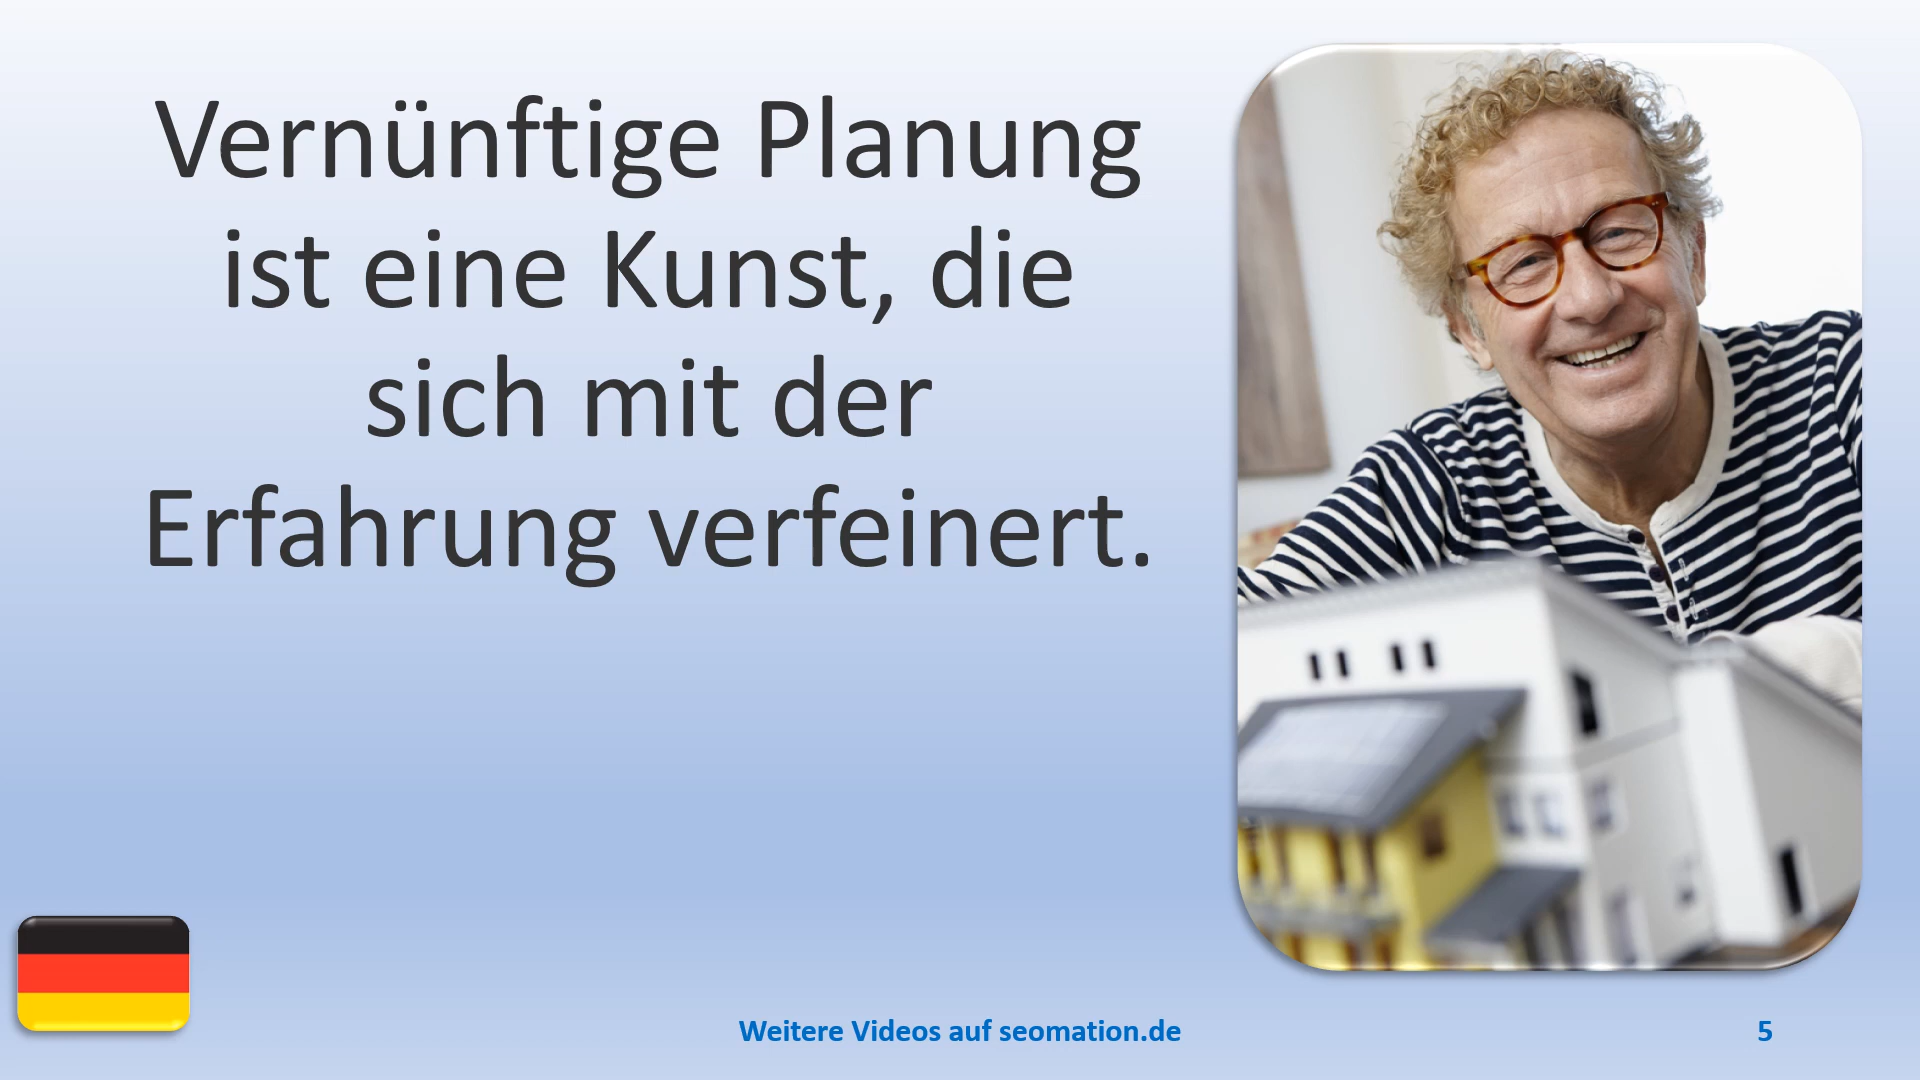 Vernünftige Planung
ist eine Kunst, die
sich mit der
Erfahrung verfeinert.
Weitere Videos auf seomation.de
5